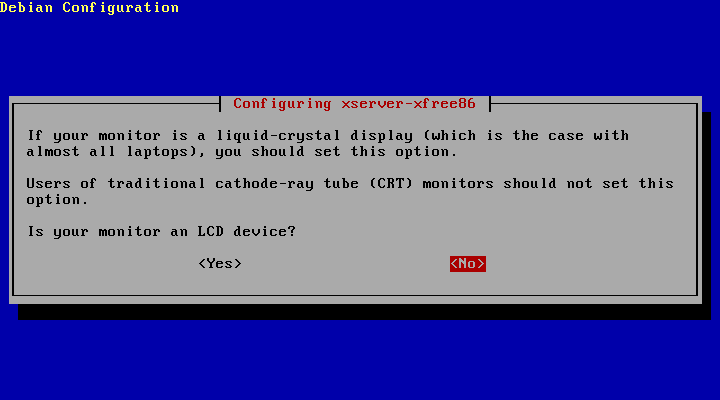 Debian Configuration
Configuring xserver-xfree86
If your monitor is a liquid-crystal display (which is the case with
almost all laptops), you should set this option.
Users of traditional cathode-ray tube (CRT) monitors should not set this
option.
Is your monitor an LCD device?
<Yes> <No>